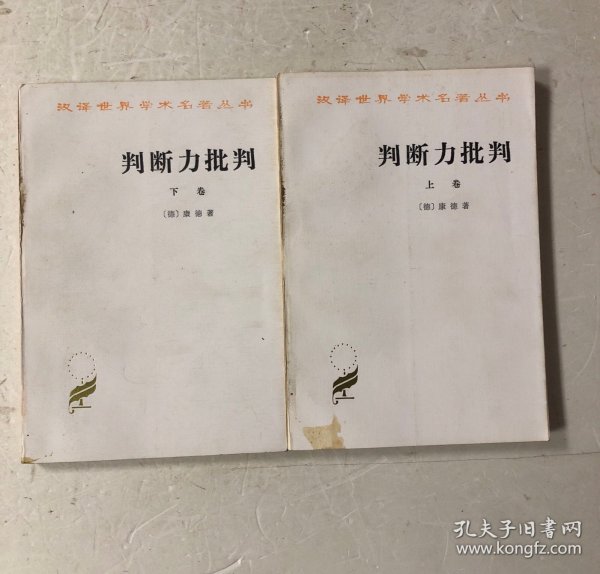 汉译世界学术名著丛书
判断力批判
下卷
〔德〕康德著
汉译世界学术名著丛书
判断力批判
上卷
〔德〕康德著
孔夫子旧书网
www.kongfz.com